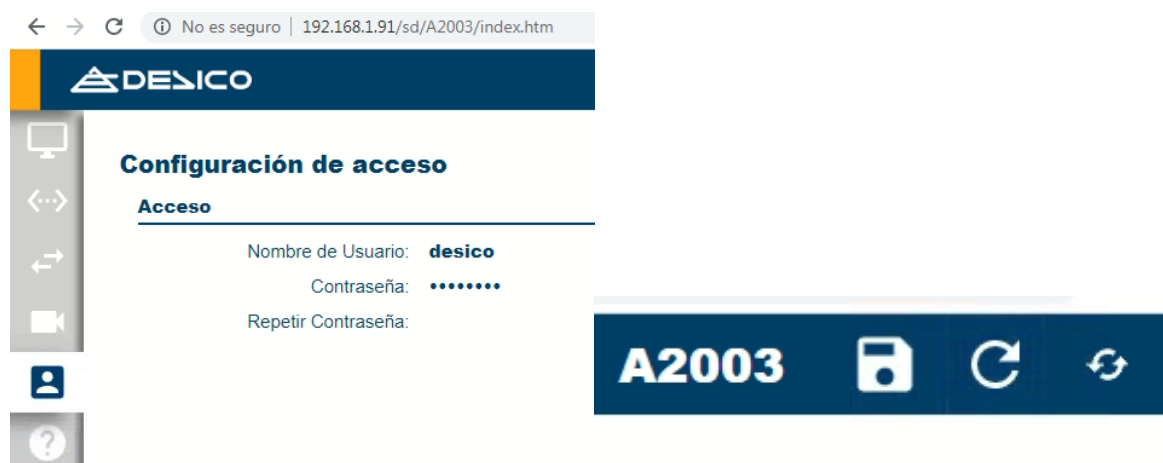 No es seguro | 192.168.1.91/sd/A2003/index.htm
DESICO
Configuración de acceso
Acceso
Nombre de Usuario: desico
Contraseña: ••••••••
Repetir Contraseña:
A2003
?